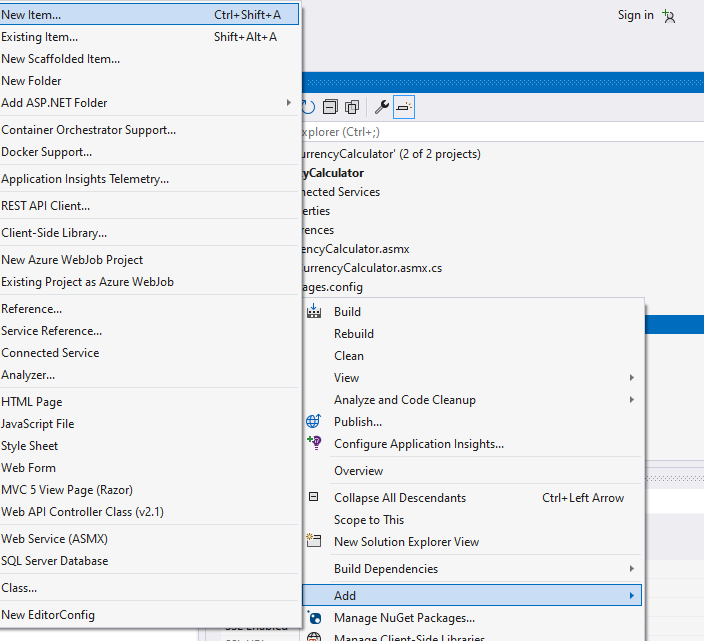 New Item... Ctrl+Shift+A
Existing Item... Shift+Alt+A
New Scaffolded Item...
New Folder
Add ASP.NET Folder
Container Orchestrator Support...
Docker Support...
Application Insights Telemetry...
REST API Client...
Client-Side Library...
New Azure WebJob Project
Existing Project as Azure WebJob
Reference...
Service Reference...
Connected Service
Analyzer...
HTML Page
JavaScript File
Style Sheet
Web Form
MVC 5 View Page (Razor)
Web API Controller Class (v2.1)
Web Service (ASMX)
SQL Server Database
Class...
New EditorConfig
Sign in
xplorer (Ctrl+;)
urrencyCalculator' (2 of 2 projects)
yCalculator
nected Services
erties
rences
encyCalculator.asmx
urrencyCalculator.asmx.cs
ages.config
Build
Rebuild
Clean
View
Analyze and Code Cleanup
Publish...
Configure Application Insights...
Overview
Collapse All Descendants Ctrl+Left Arrow
Scope to This
New Solution Explorer View
Build Dependencies
Add
Manage NuGet Packages...
Manage Client-Side Libraries